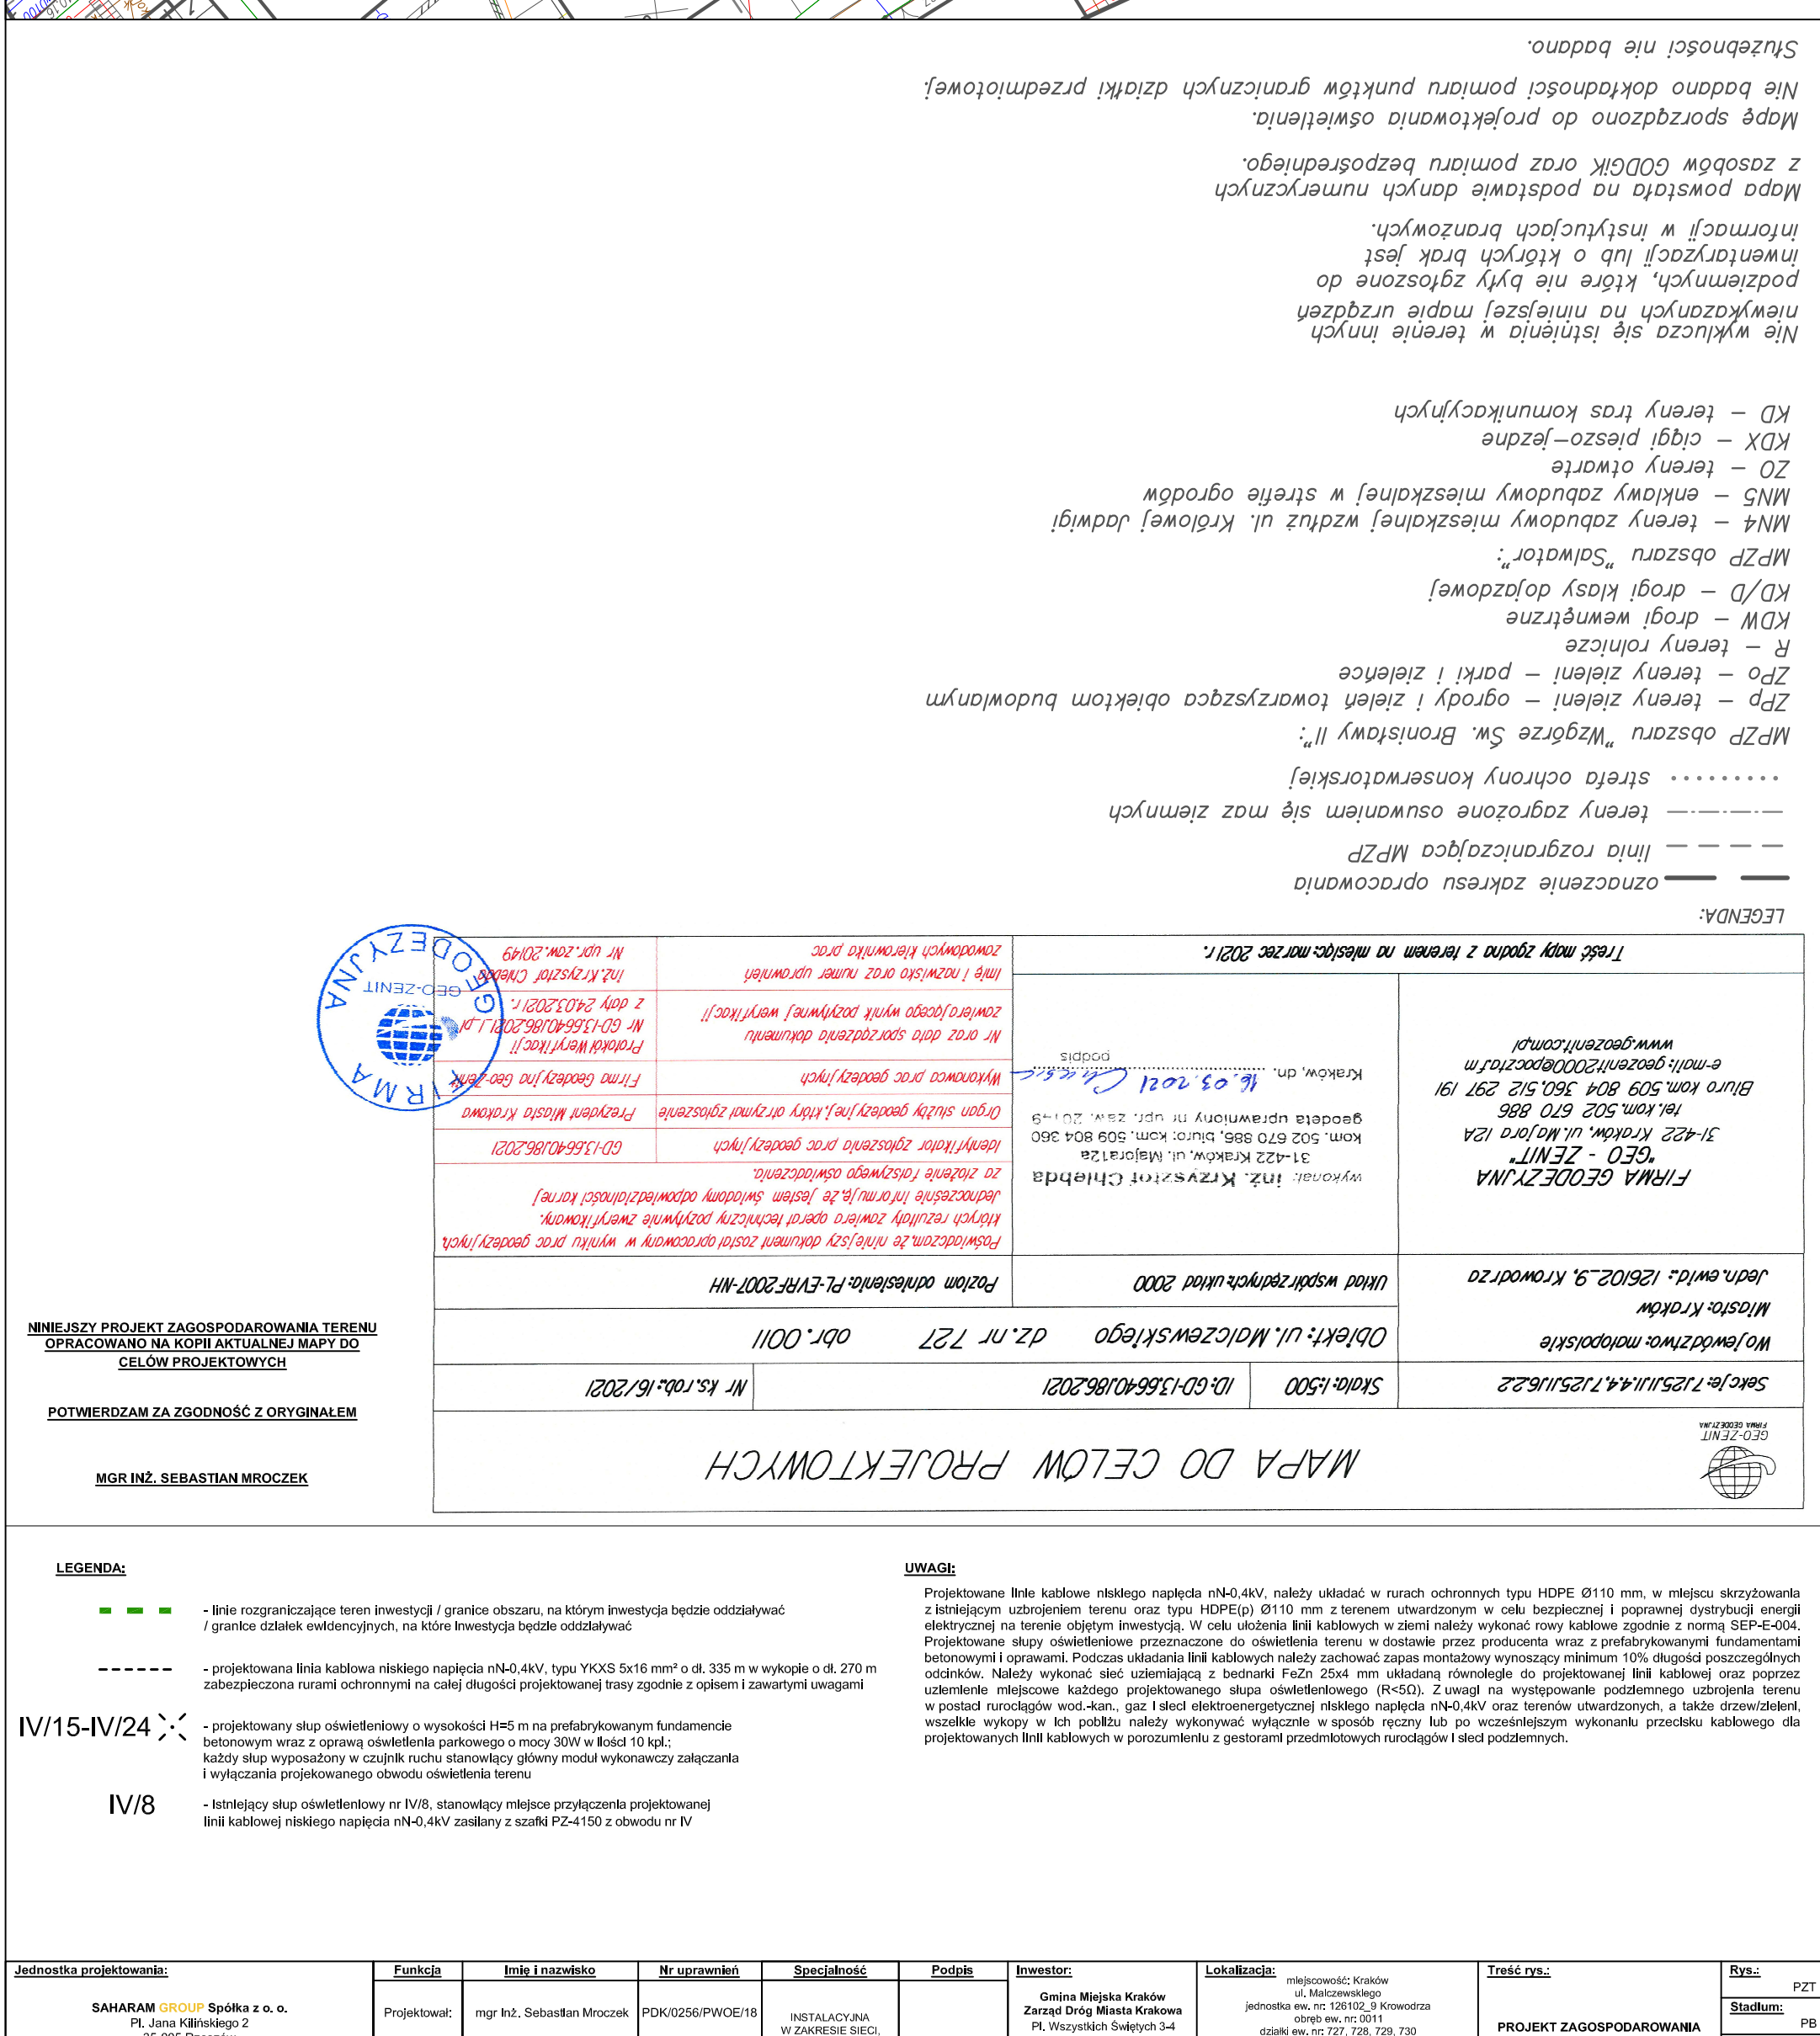 Służebności nie badano.
Nie badano dokładności pomiaru punktów granicznych działki przedmiotowej.
Mapę sporządzono do projektowania oświetlenia.
z zasobów GODGiK oraz pomiaru bezpośredniego.
Mapa powstała na podstawie danych numerycznych
informacji w instytucjach branżowych.
inwentaryzacji lub o których brak jest
podziemnych, które nie były zgłoszone do
niewykazanych na niniejszej mapie urządzeń
Nie wyklucza się istnienia w terenie innych
KD – tereny tras komunikacyjnych
KDX – ciągi pieszo–jezdne
ZO – tereny otwarte
MN5 – enklawy zabudowy mieszkalnej w strefie ogrodów
MN4 – tereny zabudowy mieszkalnej wzdłuż ul. Królowej Jadwigi
MPZP obszaru "Salwator":
KD/D – drogi klasy dojazdowej
KDW – drogi wewnętrzne
R – tereny rolnicze
ZPo – tereny zieleni – parki i zieleńce
ZPp – tereny zieleni – ogrody i zieleń towarzysząca obiektom budowlanym
MPZP obszaru "Wzgórze Św. Bronisławy II":
strefa ochrony konserwatorskiej
tereny zagrożone osuwaniem się maz ziemnych
linia rozgraniczająca MPZP
oznaczenie zakresu opracowania
LEGENDA:
Treść mapy zgodna z terenem na miesiąc: marzec 2021 r.
FIRMA GEODEZYJNA
"GEO - ZENIT"
31-422 Kraków, ul. Majora 12A
tel. kom. 502 670 886
Biuro kom. 509 804 360, 512 297 191
e-mail: geozenit2000@poczta.fm
www.geozenit.com.pl
wykonał: inż. Krzysztof Chlebda
31-422 Kraków, ul. Majora 12a
kom. 502 670 886, biuro: kom. 509 804 360
geodeta uprawniony nr upr. zaw. 20149
Kraków, dn. 16.03.2021
podpis
Poświadczam, że niniejszy dokument został opracowany w wyniku prac geodezyjnych,
których rezultaty zawiera operat techniczny pozytywnie zweryfikowany.
Jednocześnie informuję, że jestem świadomy odpowiedzialności karnej
za złożenie fałszywego oświadczenia.
Identyfikator zgłoszenia prac geodezyjnych GD-13.6640.186.2021
Organ służby geodezyjnej, który otrzymał zgłoszenie Prezydent Miasta Krakowa
Wykonawca prac geodezyjnych Firma Geodezyjna Geo-Zenit
Nr oraz data sporządzenia dokumentu
zawierającego wynik pozytywnej weryfikacji
Protokół Weryfikacji
Nr GD-13.6640.186.2021_1_pl
z daty 24.03.2021 r.
Imię i nazwisko oraz numer uprawnień
zawodowych kierownika prac
inż. Krzysztof Chlebda
Nr upr. zaw. 20149
FIRMA GEODEZYJNA
GEO-ZENIT
Jedn. ewid.: 126102_9, Krowodrza
Miasto: Kraków
Województwo: małopolskie
Układ współrzędnych: układ 2000
Poziom odniesienia: PL-EVRF2007-NH
Obiekt: ul. Malczewskiego dz. nr 727 obr. 0011
Sekcje: 7.125.11.11.4.4, 7.125.11.16.2.2
Skala: 1:500
ID: GD-13.6640.186.2021
Nr ks. rob.: 16/2021
MAPA DO CELÓW PROJEKTOWYCH
GEO-ZENIT
FIRMA GEODEZYJNA
NINIEJSZY PROJEKT ZAGOSPODAROWANIA TERENU
OPRACOWANO NA KOPII AKTUALNEJ MAPY DO
CELÓW PROJEKTOWYCH
POTWIERDZAM ZA ZGODNOŚĆ Z ORYGINAŁEM
MGR INŻ. SEBASTIAN MROCZEK
LEGENDA:
- linie rozgraniczające teren inwestycji / granice obszaru, na którym inwestycja będzie oddziaływać
/ granice działek ewidencyjnych, na które inwestycja będzie oddziaływać
- projektowana linia kablowa niskiego napięcia nN-0,4kV, typu YKXS 5x16 mm² o dł. 335 m w wykopie o dł. 270 m
zabezpieczona rurami ochronnymi na całej długości projektowanej trasy zgodnie z opisem i zawartymi uwagami
IV/15-IV/24
- projektowany słup oświetleniowy o wysokości H=5 m na prefabrykowanym fundamencie
betonowym wraz z oprawą oświetlenia parkowego o mocy 30W w ilości 10 kpl.;
każdy słup wyposażony w czujnik ruchu stanowiący główny moduł wykonawczy załączania
i wyłączania projekowanego obwodu oświetlenia terenu
IV/8
- Istniejący słup oświetleniowy nr IV/8, stanowiący miejsce przyłączenia projektowanej
linii kablowej niskiego napięcia nN-0,4kV zasilany z szafki PZ-4150 z obwodu nr IV
UWAGI:
Projektowane linie kablowe niskiego napięcia nN-0,4kV, należy układać w rurach ochronnych typu HDPE Ø110 mm, w miejscu skrzyżowania
z istniejącym uzbrojeniem terenu oraz typu HDPE(p) Ø110 mm z terenem utwardzonym w celu bezpiecznej i poprawnej dystrybucji energii
elektrycznej na terenie objętym inwestycją. W celu ułożenia linii kablowych w ziemi należy wykonać rowy kablowe zgodnie z normą SEP-E-004.
Projektowane słupy oświetleniowe przeznaczone do oświetlenia terenu w dostawie przez producenta wraz z prefabrykowanymi fundamentami
betonowymi i oprawami. Podczas układania linii kablowych należy zachować zapas montażowy wynoszący minimum 10% długości poszczególnych
odcinków. Należy wykonać sieć uziemiającą z bednarki FeZn 25x4 mm układaną równolegle do projektowanej linii kablowej oraz poprzez
uziemienie miejscowe każdego projektowanego słupa oświetleniowego (R<5Ω). Z uwagi na występowanie podziemnego uzbrojenia terenu
w postaci rurociągów wod.-kan., gaz i sieci elektroenergetycznej niskiego napięcia nN-0,4kV oraz terenów utwardzonych, a także drzew/zieleni,
wszelkie wykopy w ich pobliżu należy wykonywać wyłącznie w sposób ręczny lub po wcześniejszym wykonaniu przecisku kablowego dla
projektowanych linii kablowych w porozumieniu z gestorami przedmiotowych rurociągów i sieci podziemnych.
Jednostka projektowania:
SAHARAM GROUP Spółka z o. o.
Pl. Jana Kilińskiego 2
35-005 Rzeszów
Funkcja
Projektował:
Imię i nazwisko
mgr inż. Sebastian Mroczek
Nr uprawnień
PDK/0256/PWOE/18
Specjalność
INSTALACYJNA
W ZAKRESIE SIECI,
Podpis
Inwestor:
Gmina Miejska Kraków
Zarząd Dróg Miasta Krakowa
Pl. Wszystkich Świętych 3-4
Lokalizacja:
miejscowość: Kraków
ul. Malczewskiego
jednostka ew. nr: 126102_9 Krowodrza
obręb ew. nr: 0011
działki ew. nr: 727, 728, 729, 730
Treść rys.:
PROJEKT ZAGOSPODAROWANIA
Rys.:
PZT
Stadium:
PB